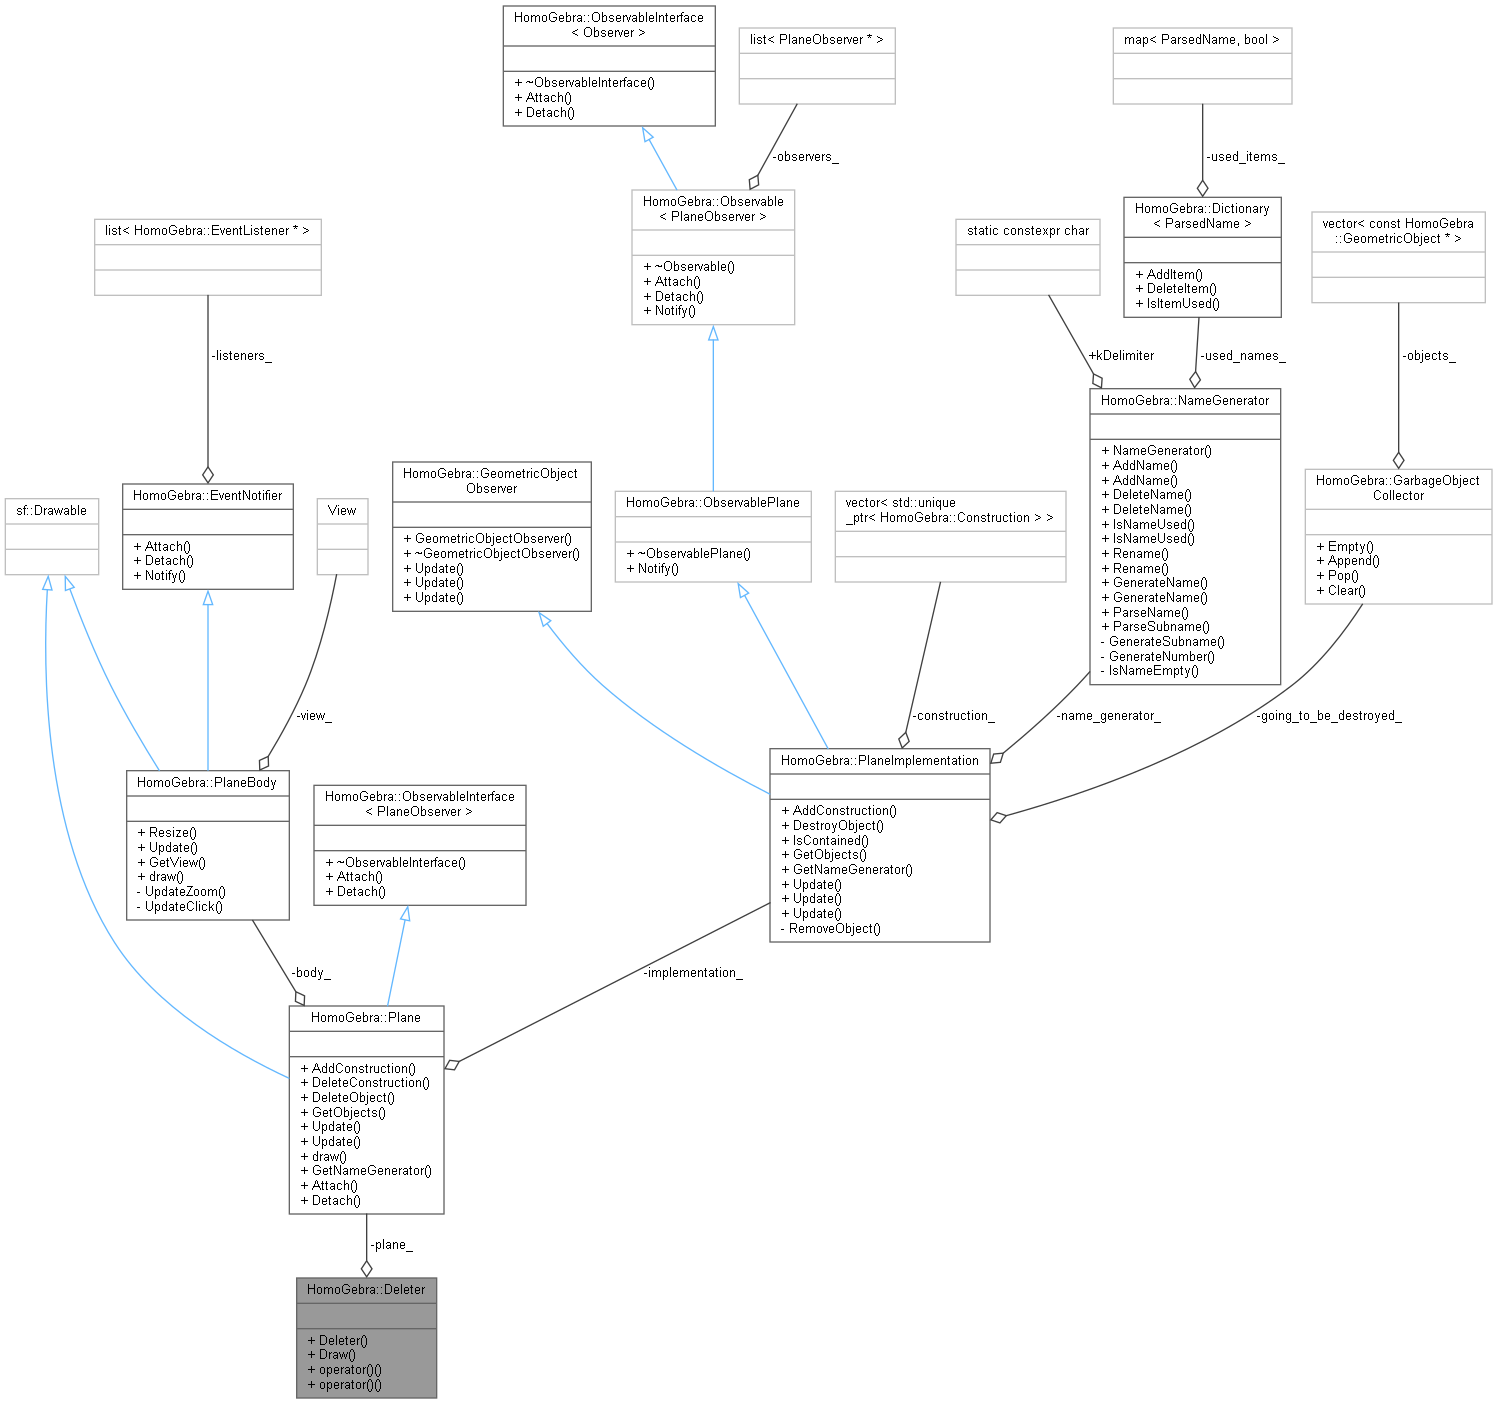 HomoGebra::ObservableInterface
< Observer >
+ ~ObservableInterface()
+ Attach()
+ Detach()
list< PlaneObserver * >
map< ParsedName, bool >
-observers_
-used_items_
HomoGebra::Observable
< PlaneObserver >
+ ~Observable()
+ Attach()
+ Detach()
+ Notify()
HomoGebra::Dictionary
< ParsedName >
+ AddItem()
+ DeleteItem()
+ IsItemUsed()
list< HomoGebra::EventListener * >
static constexpr char
vector< const HomoGebra
::GeometricObject * >
-listeners_
+kDelimiter
-used_names_
-objects_
HomoGebra::NameGenerator
+ NameGenerator()
+ AddName()
+ AddName()
+ DeleteName()
+ DeleteName()
+ IsNameUsed()
+ IsNameUsed()
+ Rename()
+ Rename()
+ GenerateName()
+ GenerateName()
+ ParseName()
+ ParseSubname()
- GenerateSubname()
- GenerateNumber()
- IsNameEmpty()
sf::Drawable
HomoGebra::EventNotifier
+ Attach()
+ Detach()
+ Notify()
View
HomoGebra::GeometricObject
Observer
+ GeometricObjectObserver()
+ ~GeometricObjectObserver()
+ Update()
+ Update()
+ Update()
HomoGebra::ObservablePlane
+ ~ObservablePlane()
+ Notify()
vector< std::unique
_ptr< HomoGebra::Construction > >
HomoGebra::GarbageObject
Collector
+ Empty()
+ Append()
+ Pop()
+ Clear()
-view_
-construction_
-name_generator_
-going_to_be_destroyed_
HomoGebra::PlaneBody
+ Resize()
+ Update()
+ GetView()
+ draw()
- UpdateZoom()
- UpdateClick()
HomoGebra::ObservableInterface
< PlaneObserver >
+ ~ObservableInterface()
+ Attach()
+ Detach()
HomoGebra::PlaneImplementation
+ AddConstruction()
+ DestroyObject()
+ IsContained()
+ GetObjects()
+ GetNameGenerator()
+ Update()
+ Update()
+ Update()
- RemoveObject()
-body_
-implementation_
HomoGebra::Plane
+ AddConstruction()
+ DeleteConstruction()
+ DeleteObject()
+ GetObjects()
+ Update()
+ Update()
+ draw()
+ GetNameGenerator()
+ Attach()
+ Detach()
-plane_
HomoGebra::Deleter
+ Deleter()
+ Draw()
+ operator()()
+ operator()()